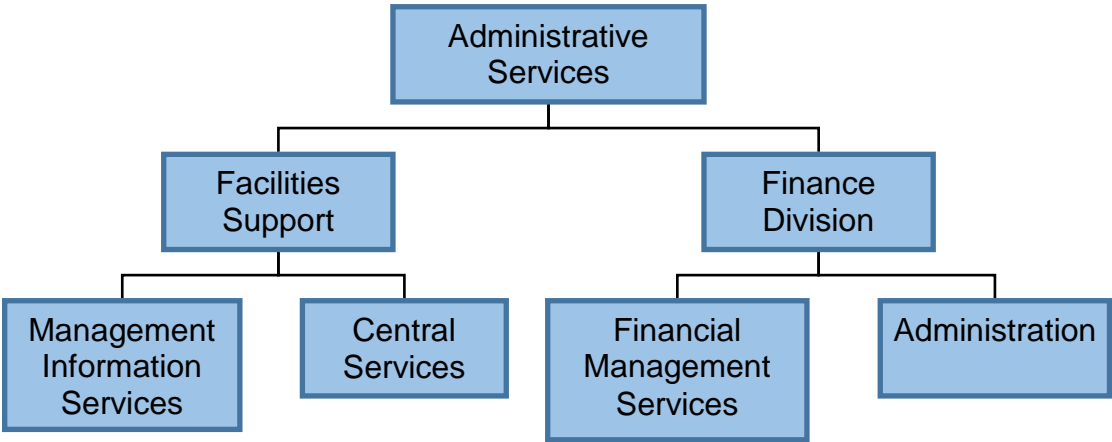 Administrative
Services
Facilities
Support
Finance
Division
Management
Information
Services
Central
Services
Financial
Management
Services
Administration